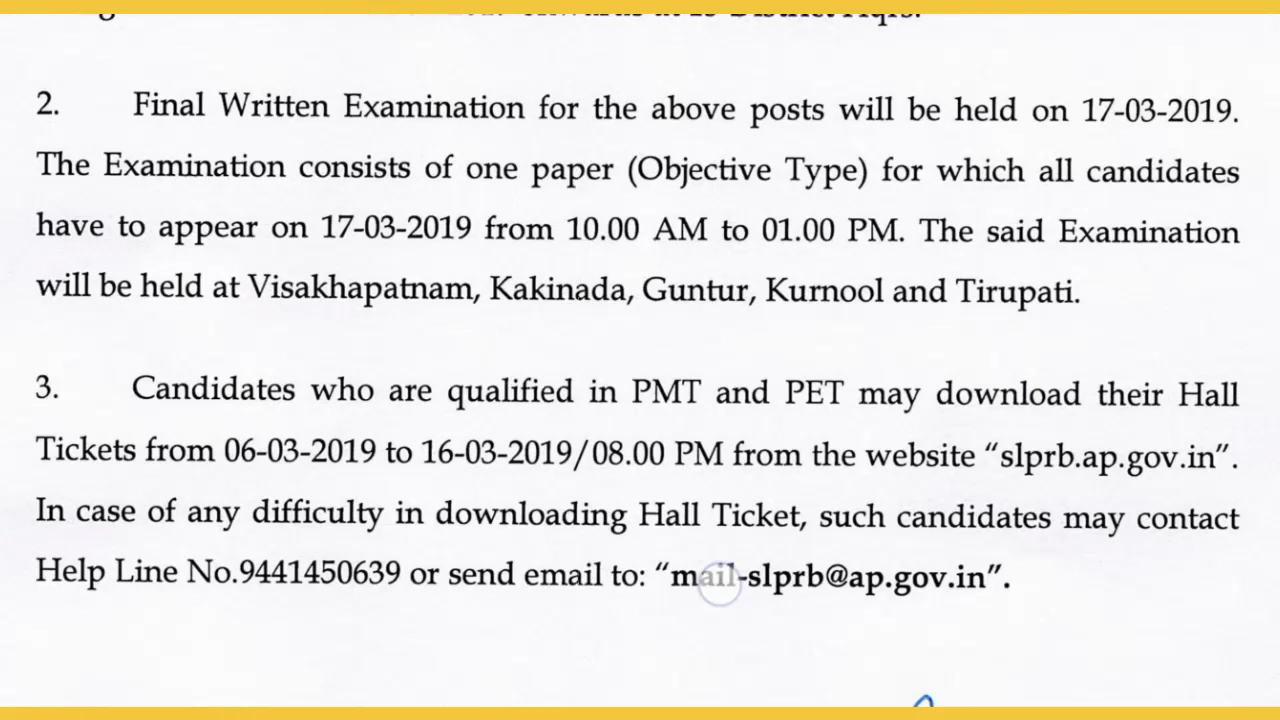 at 13 District Hqrs.
2. Final Written Examination for the above posts will be held on 17-03-2019.
The Examination consists of one paper (Objective Type) for which all candidates
have to appear on 17-03-2019 from 10.00 AM to 01.00 PM. The said Examination
will be held at Visakhapatnam, Kakinada, Guntur, Kurnool and Tirupati.
3. Candidates who are qualified in PMT and PET may download their Hall
Tickets from 06-03-2019 to 16-03-2019/08.00 PM from the website “slprb.ap.gov.in”.
In case of any difficulty in downloading Hall Ticket, such candidates may contact
Help Line No.9441450639 or send email to: “mail-slprb@ap.gov.in”.